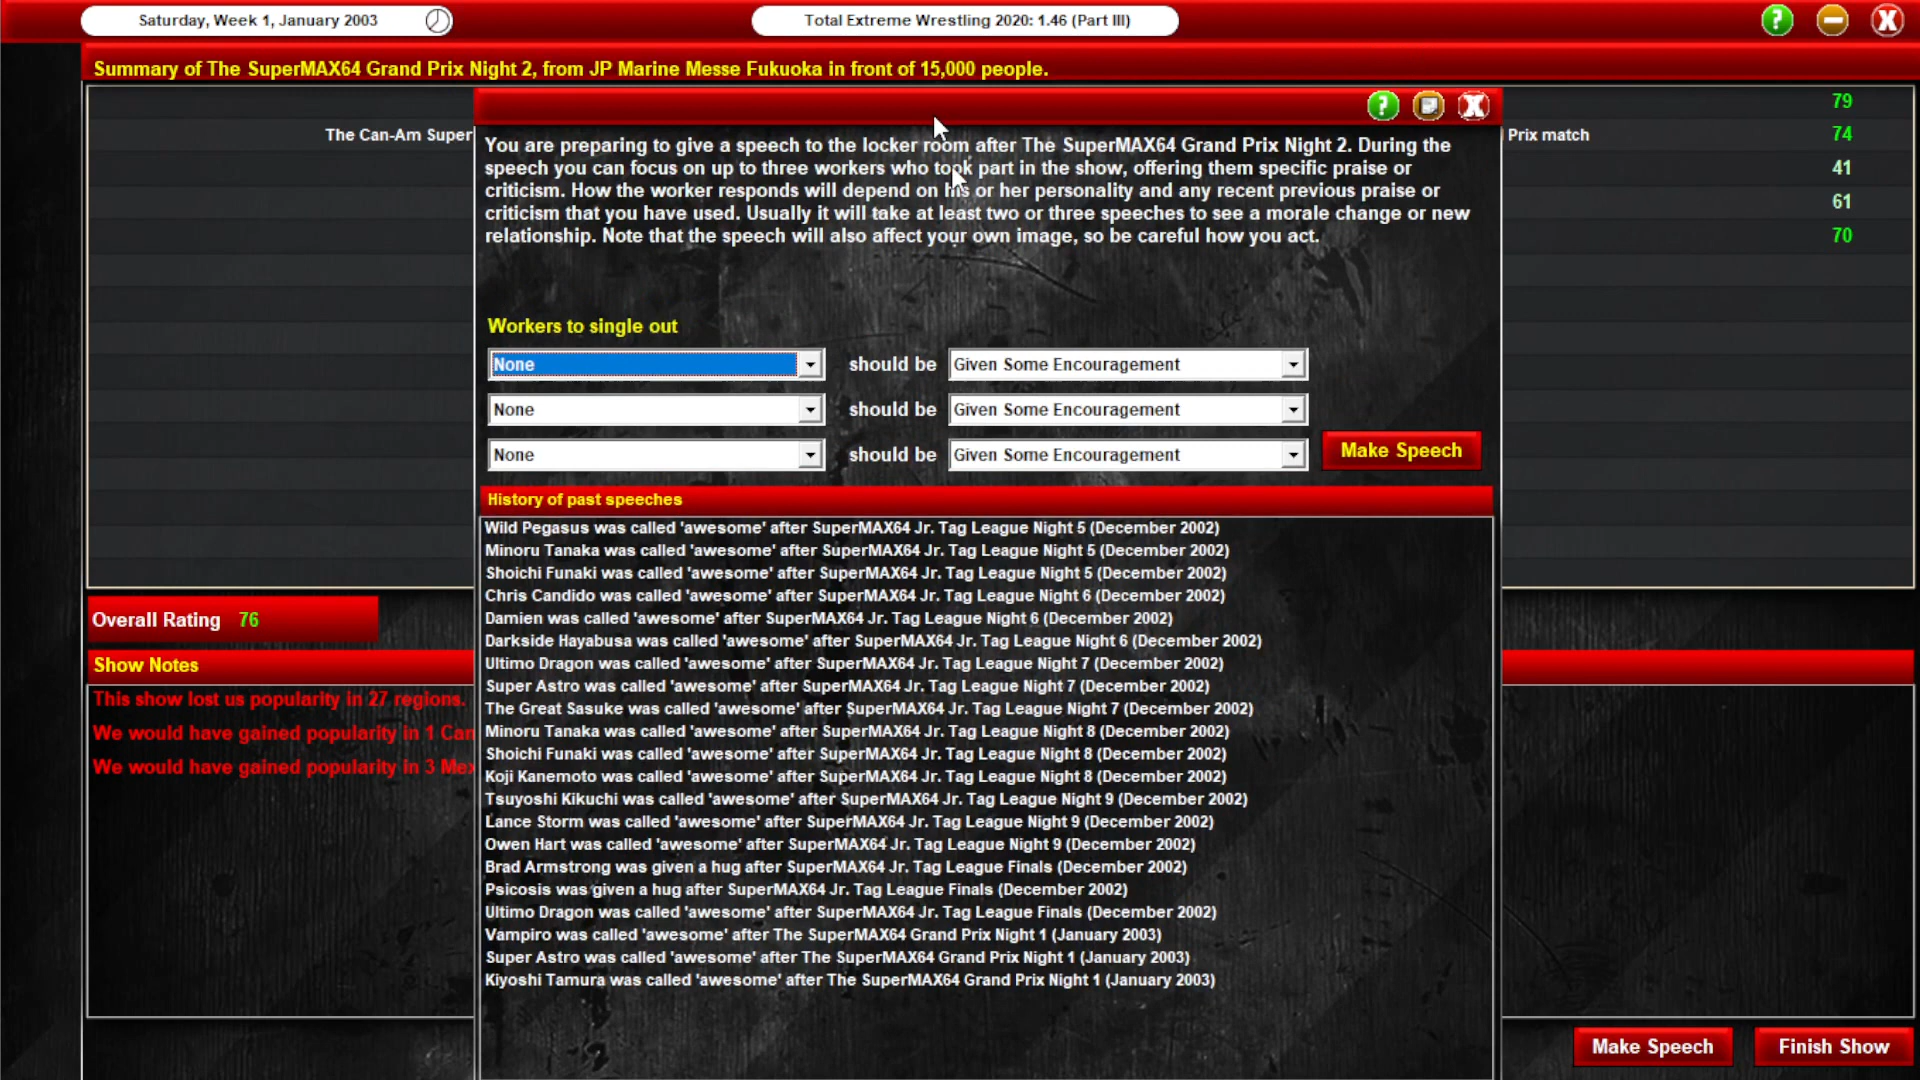 Saturday, Week 1, January 2003
Total Extreme Wrestling 2020: 1.46 (Part III)
Summary of The SuperMAX64 Grand Prix Night 2, from JP Marine Messe Fukuoka in front of 15,000 people.
79
The Can-Am Super
Prix match
74
41
61
70
You are preparing to give a speech to the locker room after The SuperMAX64 Grand Prix Night 2. During the
speech you can focus on up to three workers who took part in the show, offering them specific praise or
criticism. How the worker responds will depend on his or her personality and any recent previous praise or
criticism that you have used. Usually it will take at least two or three speeches to see a morale change or new
relationship. Note that the speech will also affect your own image, so be careful how you act.
Workers to single out
None should be Given Some Encouragement
None should be Given Some Encouragement
None should be Given Some Encouragement
Make Speech
History of past speeches
Wild Pegasus was called 'awesome' after SuperMAX64 Jr. Tag League Night 5 (December 2002)
Minoru Tanaka was called 'awesome' after SuperMAX64 Jr. Tag League Night 5 (December 2002)
Shoichi Funaki was called 'awesome' after SuperMAX64 Jr. Tag League Night 5 (December 2002)
Chris Candido was called 'awesome' after SuperMAX64 Jr. Tag League Night 6 (December 2002)
Damien was called 'awesome' after SuperMAX64 Jr. Tag League Night 6 (December 2002)
Darkside Hayabusa was called 'awesome' after SuperMAX64 Jr. Tag League Night 6 (December 2002)
Ultimo Dragon was called 'awesome' after SuperMAX64 Jr. Tag League Night 7 (December 2002)
Super Astro was called 'awesome' after SuperMAX64 Jr. Tag League Night 7 (December 2002)
The Great Sasuke was called 'awesome' after SuperMAX64 Jr. Tag League Night 7 (December 2002)
Minoru Tanaka was called 'awesome' after SuperMAX64 Jr. Tag League Night 8 (December 2002)
Shoichi Funaki was called 'awesome' after SuperMAX64 Jr. Tag League Night 8 (December 2002)
Koji Kanemoto was called 'awesome' after SuperMAX64 Jr. Tag League Night 8 (December 2002)
Tsuyoshi Kikuchi was called 'awesome' after SuperMAX64 Jr. Tag League Night 9 (December 2002)
Lance Storm was called 'awesome' after SuperMAX64 Jr. Tag League Night 9 (December 2002)
Owen Hart was called 'awesome' after SuperMAX64 Jr. Tag League Night 9 (December 2002)
Brad Armstrong was given a hug after SuperMAX64 Jr. Tag League Finals (December 2002)
Psicosis was given a hug after SuperMAX64 Jr. Tag League Finals (December 2002)
Ultimo Dragon was called 'awesome' after SuperMAX64 Jr. Tag League Finals (December 2002)
Vampiro was called 'awesome' after The SuperMAX64 Grand Prix Night 1 (January 2003)
Super Astro was called 'awesome' after The SuperMAX64 Grand Prix Night 1 (January 2003)
Kiyoshi Tamura was called 'awesome' after The SuperMAX64 Grand Prix Night 1 (January 2003)
Overall Rating 76
Show Notes
This show lost us popularity in 27 regions.
We would have gained popularity in 1 Can
We would have gained popularity in 3 Mex
Make Speech
Finish Show